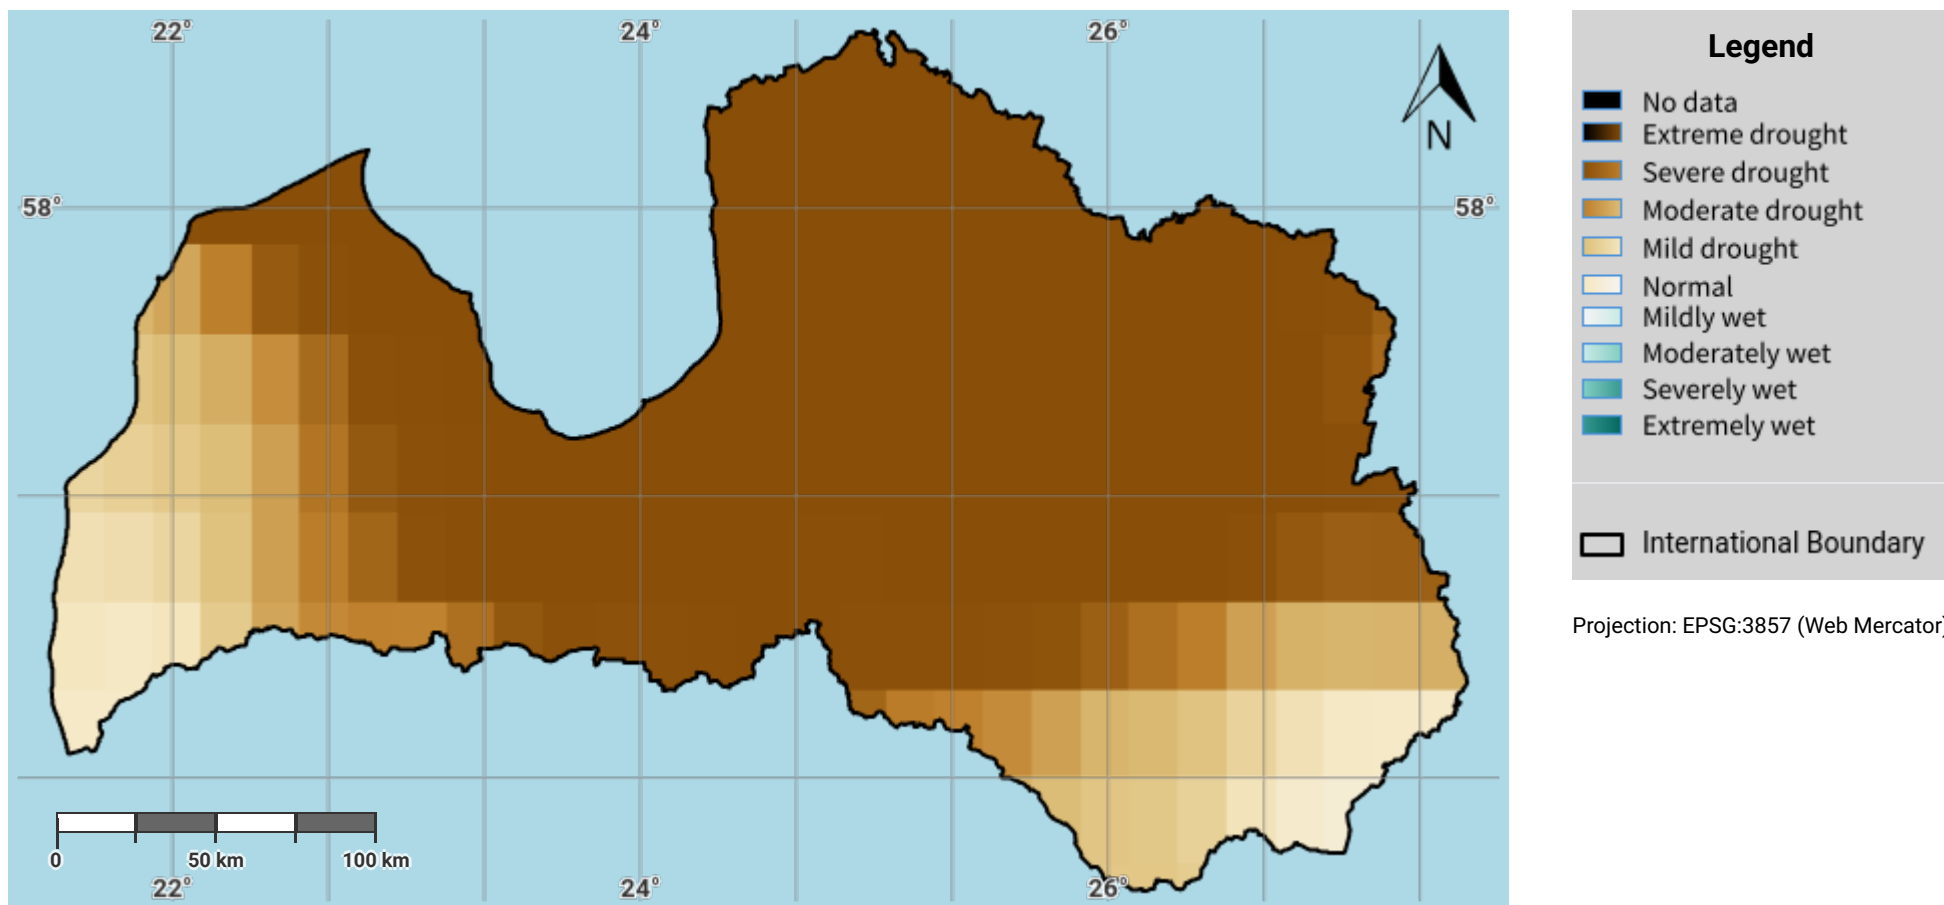 22° 24° 26°
N
58° 58°
0 50 km 100 km
22° 24° 26°
Legend
No data
Extreme drought
Severe drought
Moderate drought
Mild drought
Normal
Mildly wet
Moderately wet
Severely wet
Extremely wet
International Boundary
Projection: EPSG:3857 (Web Mercator)